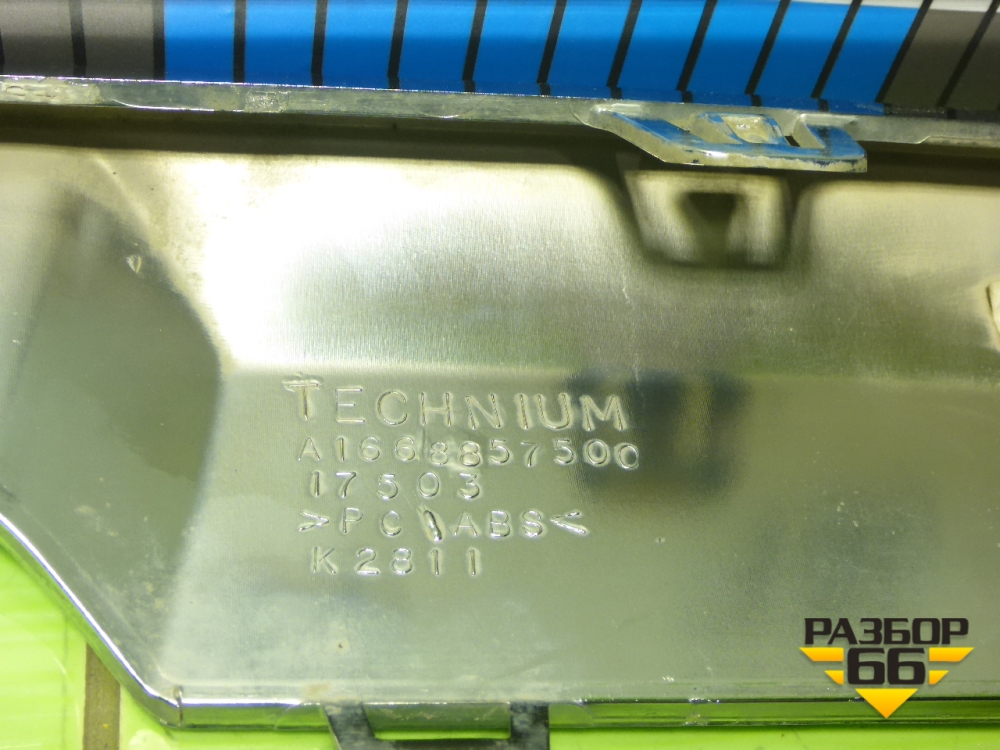 TECHNIUM
A1668857500
17503
>PC\ABS<
K2811
РАЗБОР
66